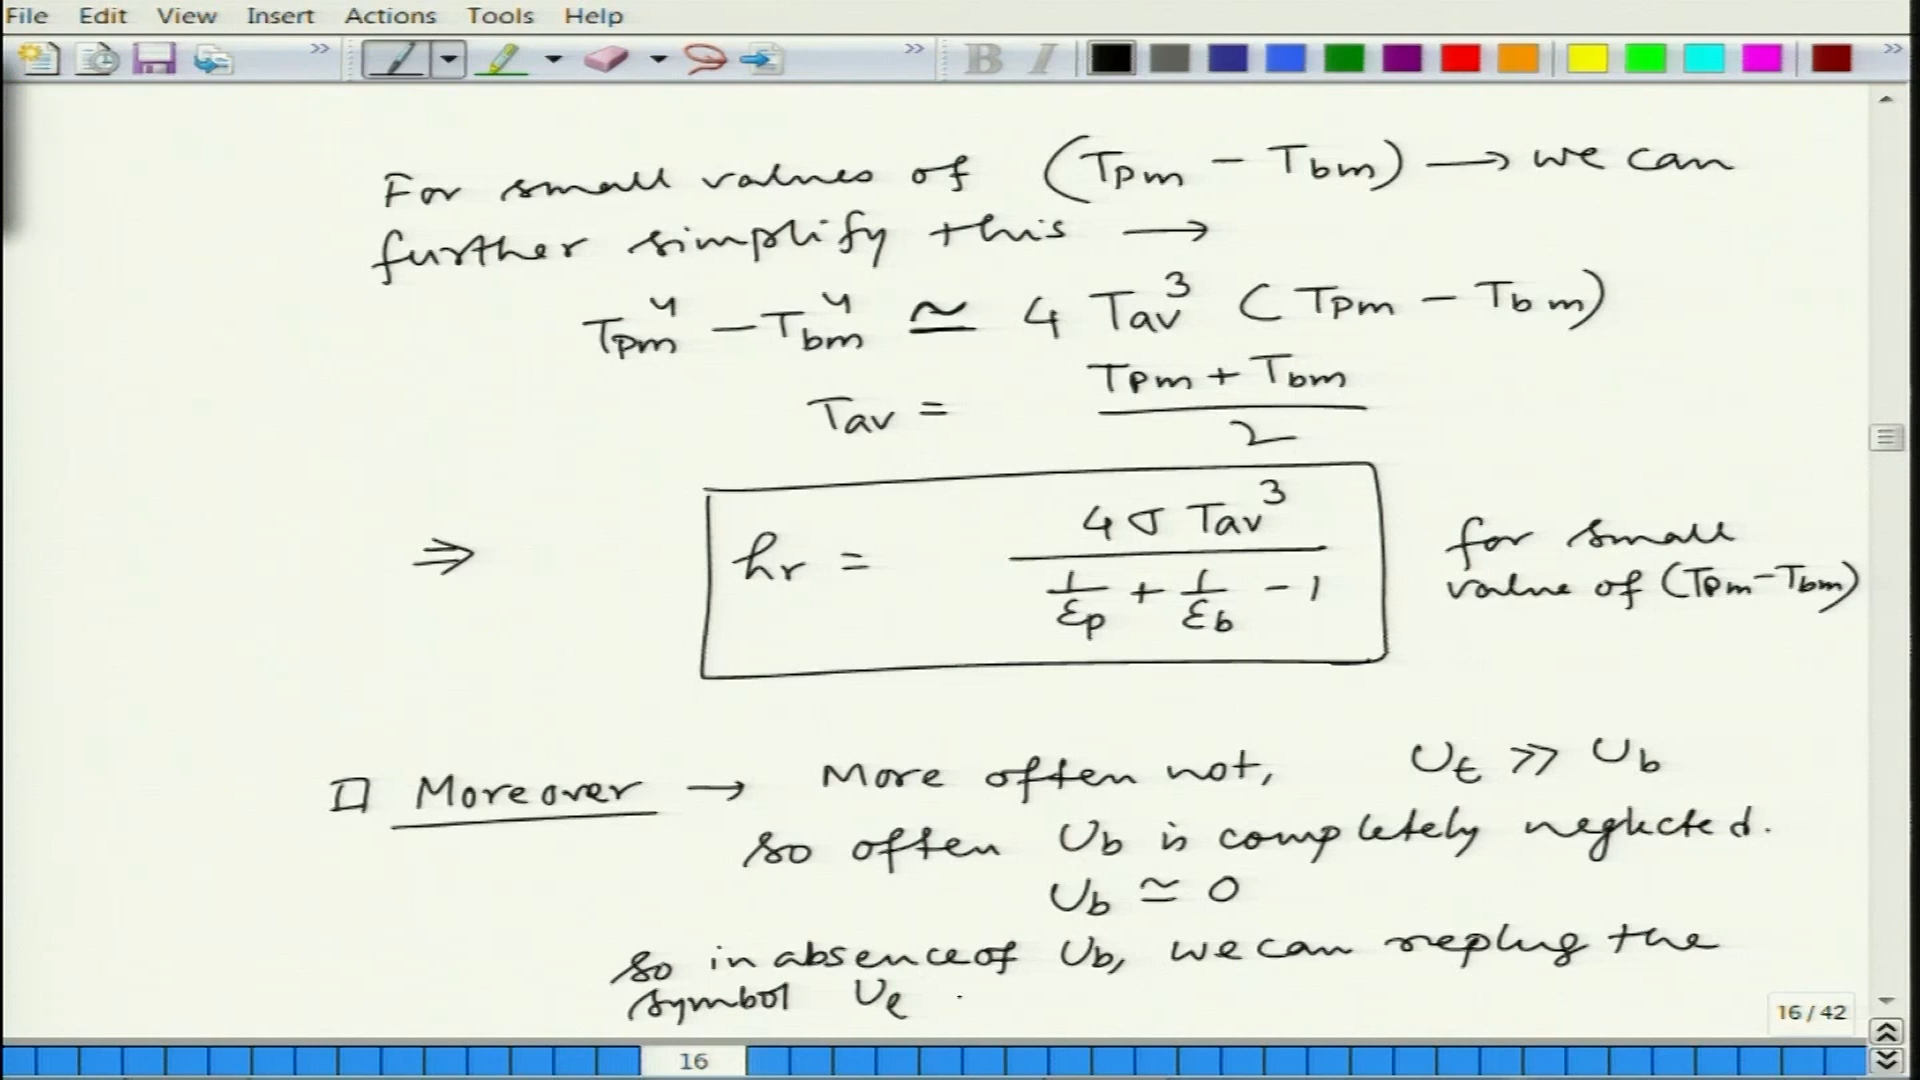 File Edit View Insert Actions Tools Help
B I
For small values of (Tpm - Tbm) → we can
further simplify this →
Tpm⁴ - Tbm⁴ ≃ 4 Tav³ (Tpm - Tbm)
Tav = (Tpm + Tbm) / 2
⇒ hr = 4σ Tav³ / (1/εp + 1/εb - 1) for small
value of (Tpm-Tbm)
□ Moreover → More often not, Ut >> Ub
so often Ub is completely neglected.
Ub ≃ 0
so in absence of Ub, we can replug the
symbol Ul .
16 / 42
16